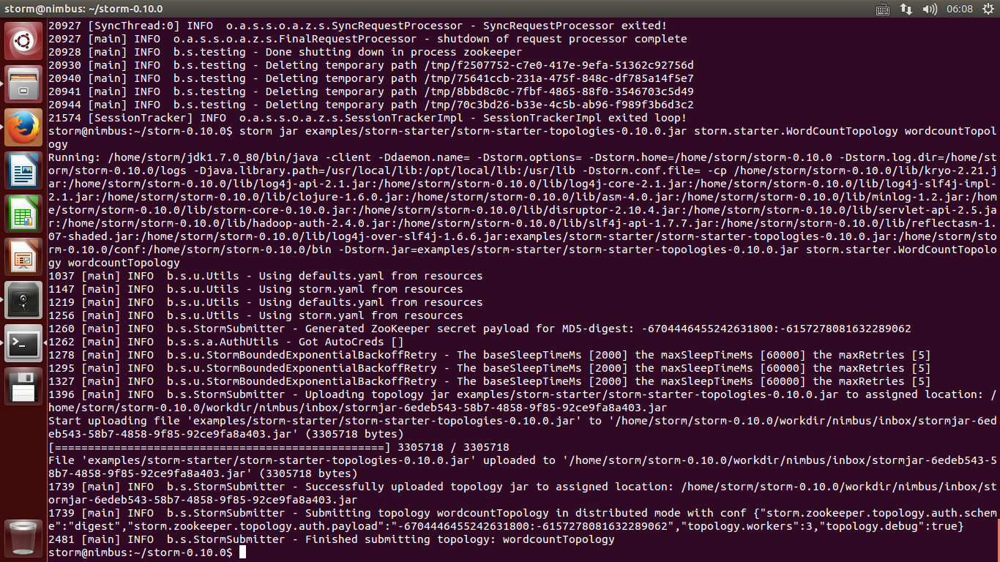 storm@nimbus: ~/storm-0.10.0
06:08
20927 [SyncThread:0] INFO  o.a.s.s.o.a.z.s.SyncRequestProcessor - SyncRequestProcessor exited!
20927 [main] INFO  o.a.s.s.o.a.z.s.FinalRequestProcessor - shutdown of request processor complete
20928 [main] INFO  b.s.testing - Done shutting down in process zookeeper
20930 [main] INFO  b.s.testing - Deleting temporary path /tmp/f2507752-c7e0-417e-9efa-51362c92756d
20940 [main] INFO  b.s.testing - Deleting temporary path /tmp/75641ccb-231a-475f-848c-df785a14f5e7
20941 [main] INFO  b.s.testing - Deleting temporary path /tmp/8bbd8c0c-7fbf-4865-88f0-3546703c5d49
20944 [main] INFO  b.s.testing - Deleting temporary path /tmp/70c3bd26-b33e-4c5b-ab96-f989f3b6d3c2
21574 [SessionTracker] INFO  o.a.s.s.o.a.z.s.SessionTrackerImpl - SessionTrackerImpl exited loop!
storm@nimbus:~/storm-0.10.0$ storm jar examples/storm-starter/storm-starter-topologies-0.10.0.jar storm.starter.WordCountTopology wordcountTopol
ogy
Running: /home/storm/jdk1.7.0_80/bin/java -client -Ddaemon.name= -Dstorm.options= -Dstorm.home=/home/storm/storm-0.10.0 -Dstorm.log.dir=/home/st
orm/storm-0.10.0/logs -Djava.library.path=/usr/local/lib:/opt/local/lib:/usr/lib -Dstorm.conf.file= -cp /home/storm/storm-0.10.0/lib/kryo-2.21.j
ar:/home/storm/storm-0.10.0/lib/log4j-api-2.1.jar:/home/storm/storm-0.10.0/lib/log4j-core-2.1.jar:/home/storm/storm-0.10.0/lib/log4j-slf4j-impl-
2.1.jar:/home/storm/storm-0.10.0/lib/clojure-1.6.0.jar:/home/storm/storm-0.10.0/lib/asm-4.0.jar:/home/storm/storm-0.10.0/lib/minlog-1.2.jar:/hom
e/storm/storm-0.10.0/lib/storm-core-0.10.0.jar:/home/storm/storm-0.10.0/lib/disruptor-2.10.4.jar:/home/storm/storm-0.10.0/lib/servlet-api-2.5.ja
r:/home/storm/storm-0.10.0/lib/hadoop-auth-2.4.0.jar:/home/storm/storm-0.10.0/lib/slf4j-api-1.7.7.jar:/home/storm/storm-0.10.0/lib/reflectasm-1.
07-shaded.jar:/home/storm/storm-0.10.0/lib/log4j-over-slf4j-1.6.6.jar:examples/storm-starter/storm-starter-topologies-0.10.0.jar:/home/storm/sto
rm-0.10.0/conf:/home/storm/storm-0.10.0/bin -Dstorm.jar=examples/storm-starter/storm-starter-topologies-0.10.0.jar storm.starter.WordCountTopolo
gy wordcountTopology
1037 [main] INFO  b.s.u.Utils - Using defaults.yaml from resources
1147 [main] INFO  b.s.u.Utils - Using storm.yaml from resources
1219 [main] INFO  b.s.u.Utils - Using defaults.yaml from resources
1256 [main] INFO  b.s.u.Utils - Using storm.yaml from resources
1260 [main] INFO  b.s.StormSubmitter - Generated ZooKeeper secret payload for MD5-digest: -6704446455242631800:-6157278081632289062
1262 [main] INFO  b.s.s.a.AuthUtils - Got AutoCreds []
1278 [main] INFO  b.s.u.StormBoundedExponentialBackoffRetry - The baseSleepTimeMs [2000] the maxSleepTimeMs [60000] the maxRetries [5]
1295 [main] INFO  b.s.u.StormBoundedExponentialBackoffRetry - The baseSleepTimeMs [2000] the maxSleepTimeMs [60000] the maxRetries [5]
1327 [main] INFO  b.s.u.StormBoundedExponentialBackoffRetry - The baseSleepTimeMs [2000] the maxSleepTimeMs [60000] the maxRetries [5]
1396 [main] INFO  b.s.StormSubmitter - Uploading topology jar examples/storm-starter/storm-starter-topologies-0.10.0.jar to assigned location: /
home/storm/storm-0.10.0/workdir/nimbus/inbox/stormjar-6edeb543-58b7-4858-9f85-92ce9fa8a403.jar
Start uploading file 'examples/storm-starter/storm-starter-topologies-0.10.0.jar' to '/home/storm/storm-0.10.0/workdir/nimbus/inbox/stormjar-6ed
eb543-58b7-4858-9f85-92ce9fa8a403.jar' (3305718 bytes)
[==================================================] 3305718 / 3305718
File 'examples/storm-starter/storm-starter-topologies-0.10.0.jar' uploaded to '/home/storm/storm-0.10.0/workdir/nimbus/inbox/stormjar-6edeb543-5
8b7-4858-9f85-92ce9fa8a403.jar' (3305718 bytes)
1739 [main] INFO  b.s.StormSubmitter - Successfully uploaded topology jar to assigned location: /home/storm/storm-0.10.0/workdir/nimbus/inbox/st
ormjar-6edeb543-58b7-4858-9f85-92ce9fa8a403.jar
1739 [main] INFO  b.s.StormSubmitter - Submitting topology wordcountTopology in distributed mode with conf {"storm.zookeeper.topology.auth.schem
e":"digest","storm.zookeeper.topology.auth.payload":"-6704446455242631800:-6157278081632289062","topology.workers":3,"topology.debug":true}
2481 [main] INFO  b.s.StormSubmitter - Finished submitting topology: wordcountTopology
storm@nimbus:~/storm-0.10.0$